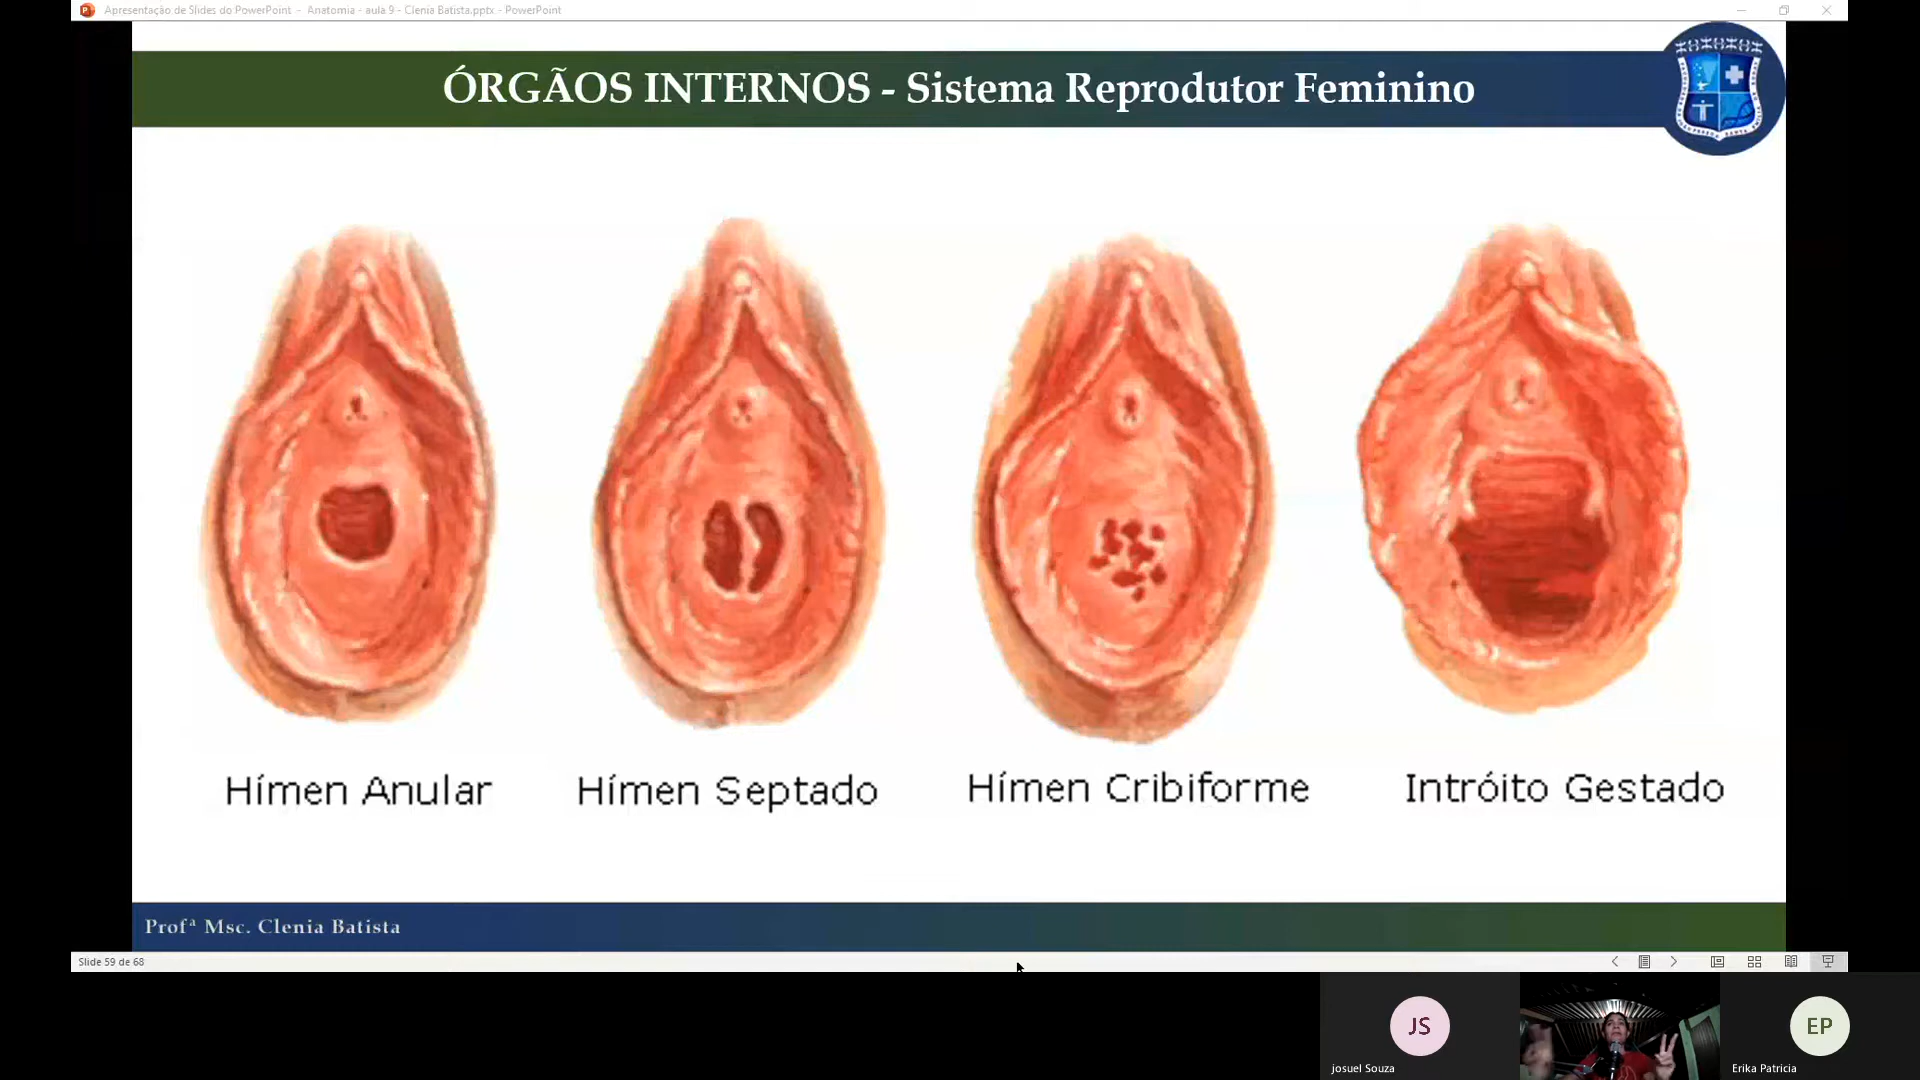 Apresentação de Slides do PowerPoint - Anatomia - aula 9 - Clenia Batista.pptx - PowerPoint
ÓRGÃOS INTERNOS - Sistema Reprodutor Feminino
Hímen Anular
Hímen Septado
Hímen Cribiforme
Intróito Gestado
Profª Msc. Clenia Batista
Slide 59 de 68
JS
EP
josuel Souza
Erika Patricia